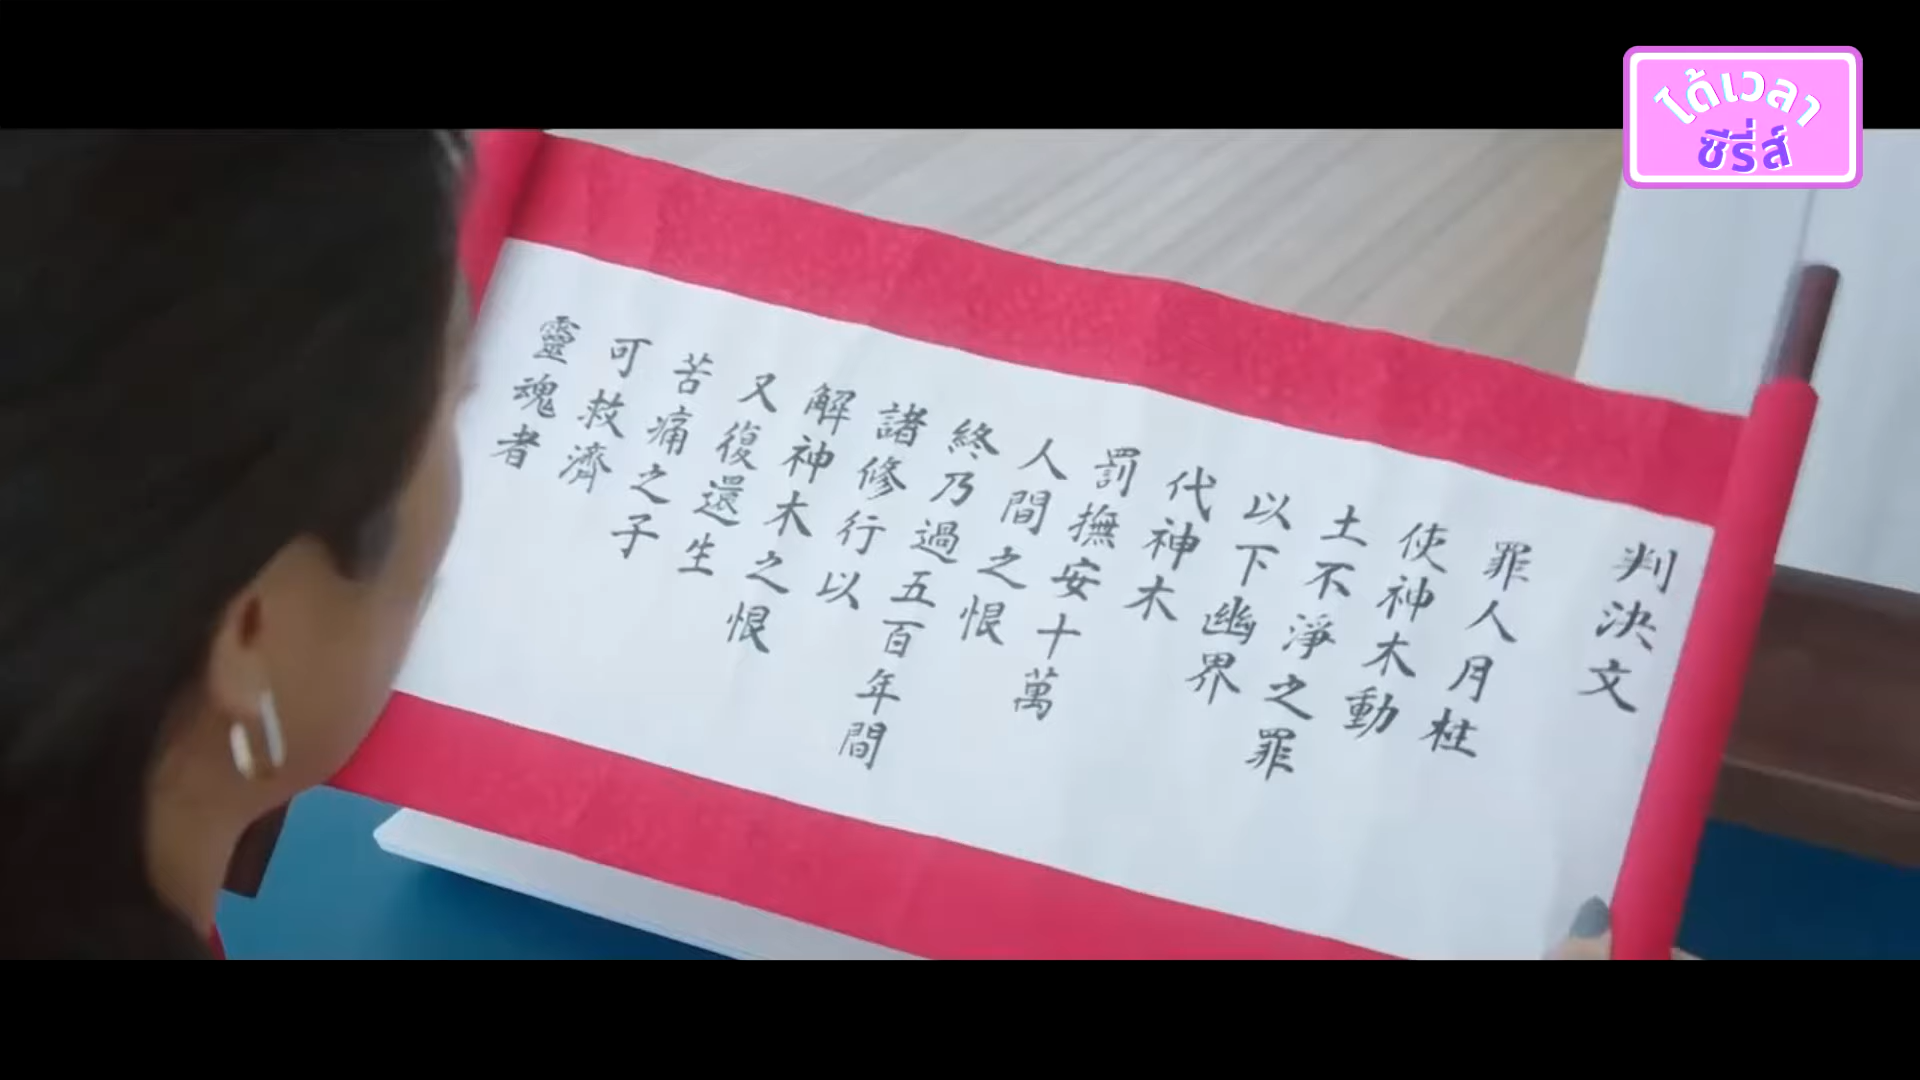 判決文
罪人月柱
使神木動
土不淨之罪
以下幽界
代神木
罰撫安十萬
人間之恨
終乃過五百年間
諸修行以
解神木之恨
又復還生
苦痛之子
可救濟
靈魂者
ได้เวลา
ซีรี่ส์